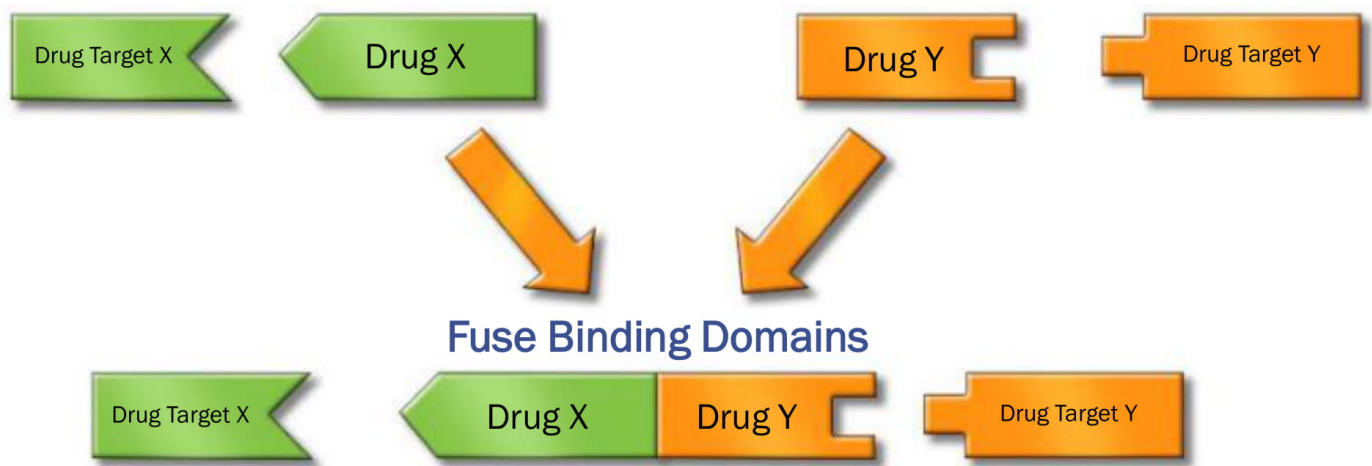 Drug Target X
Drug X
Drug Y
Drug Target Y
Fuse Binding Domains
Drug Target X
Drug X
Drug Y
Drug Target Y